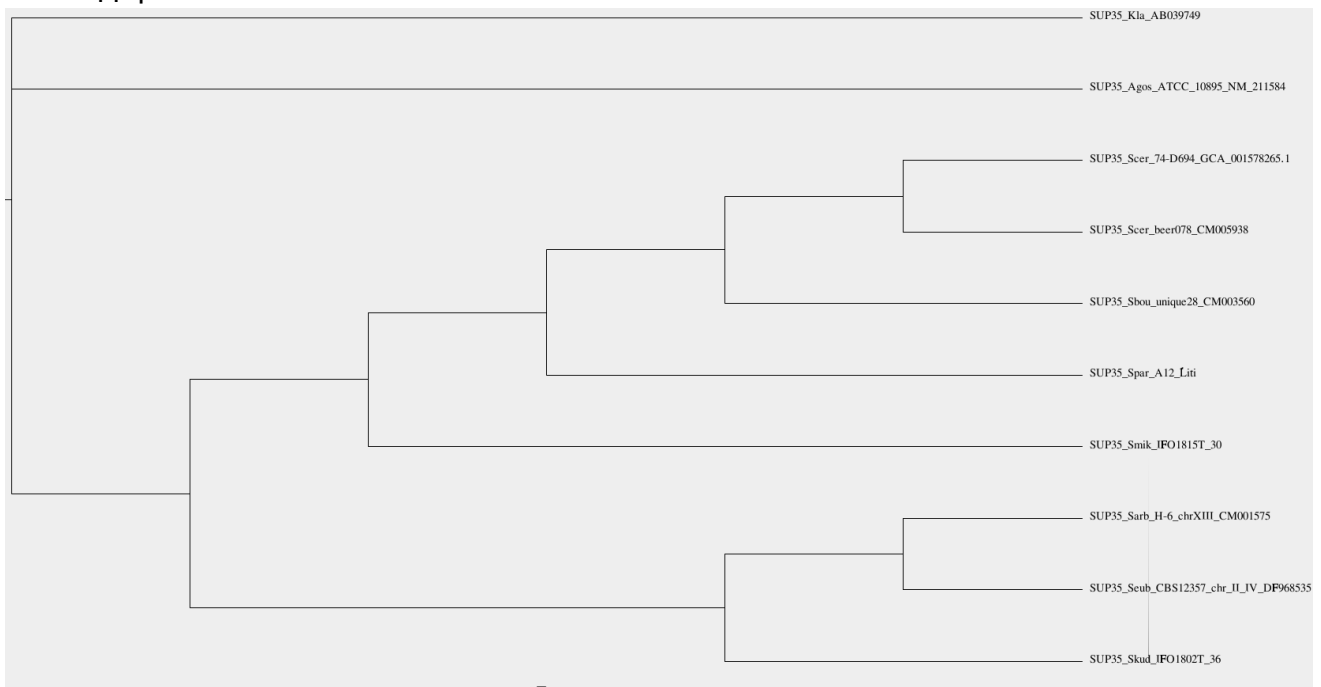 SUP35_Kla_AB039749
SUP35_Agos_ATCC_10895_NM_211584
SUP35_Scer_74-D694_GCA_001578265.1
SUP35_Scer_beer078_CM005938
SUP35_Sbou_unique28_CM003560
SUP35_Spar_A12_Liti
SUP35_Smik_IFO1815T_30
SUP35_Sarb_H-6_chrXIII_CM001575
SUP35_Seub_CBS12357_chr_II_IV_DF968535
SUP35_Skud_IFO1802T_36